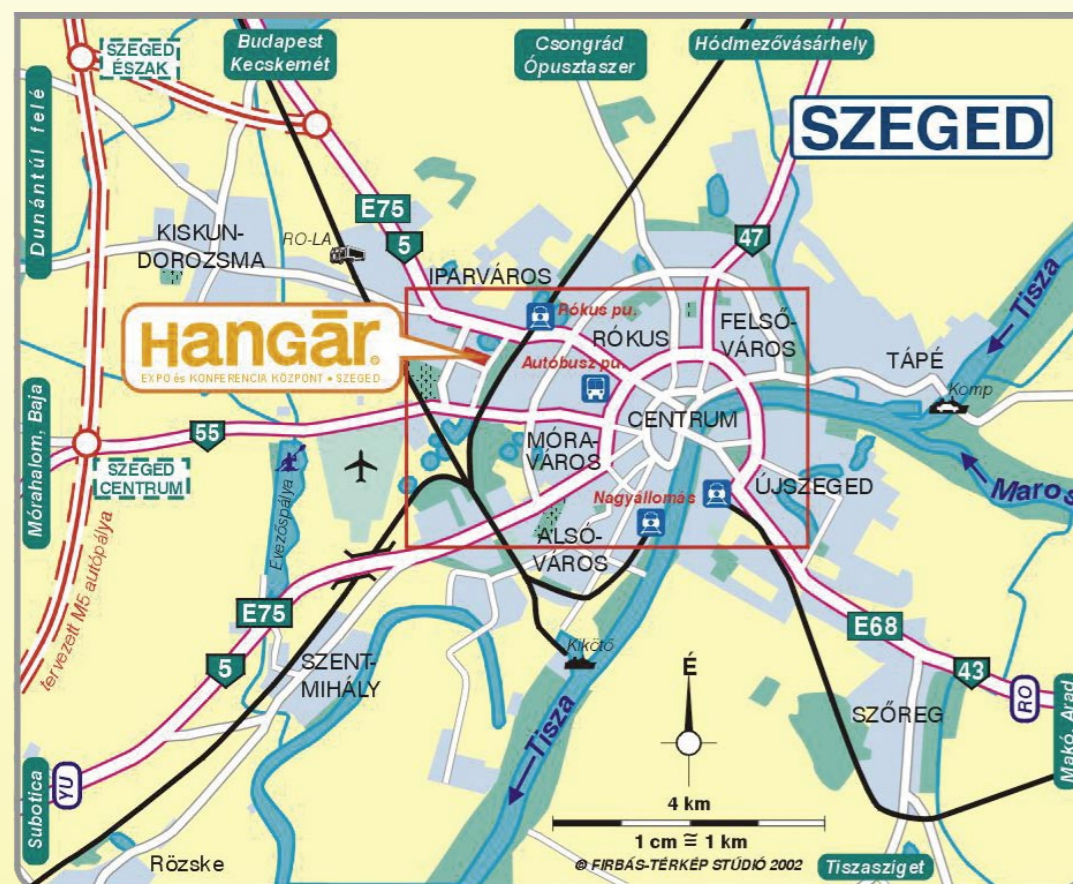 SZEGED
ÉSZAK
Budapest
Kecskemét
Csongrád
Ópusztaszer
Hódmezővásárhely
SZEGED
Dunántúl felé
E75
5
47
KISKUN-
DOROZSMA
RO-LA
IPARVÁROS
Tisza
Rókus pu.
RÓKUS
FELSŐ-
VÁROS
HANGĀR®
EXPO és KONFERENCIA KÖZPONT • SZEGED
Autóbusz pu.
TÁPÉ
Komp
Mórahalom, Baja
55
CENTRUM
MÓRA-
VÁROS
SZEGED
CENTRUM
Evezőspálya
Nagyállomás
ÚJSZEGED
Maros
ALSÓ-
VÁROS
tervezett M5 autópálya
E75
5
E68
43
RO
Makó, Arad
SZENT-
MIHÁLY
Kikötő
É
SZŐREG
Tisza
Subotica
YU
4 km
1 cm ≅ 1 km
Rözske
© FIRBÁS-TÉRKÉP STÚDIÓ 2002
Tiszasziget